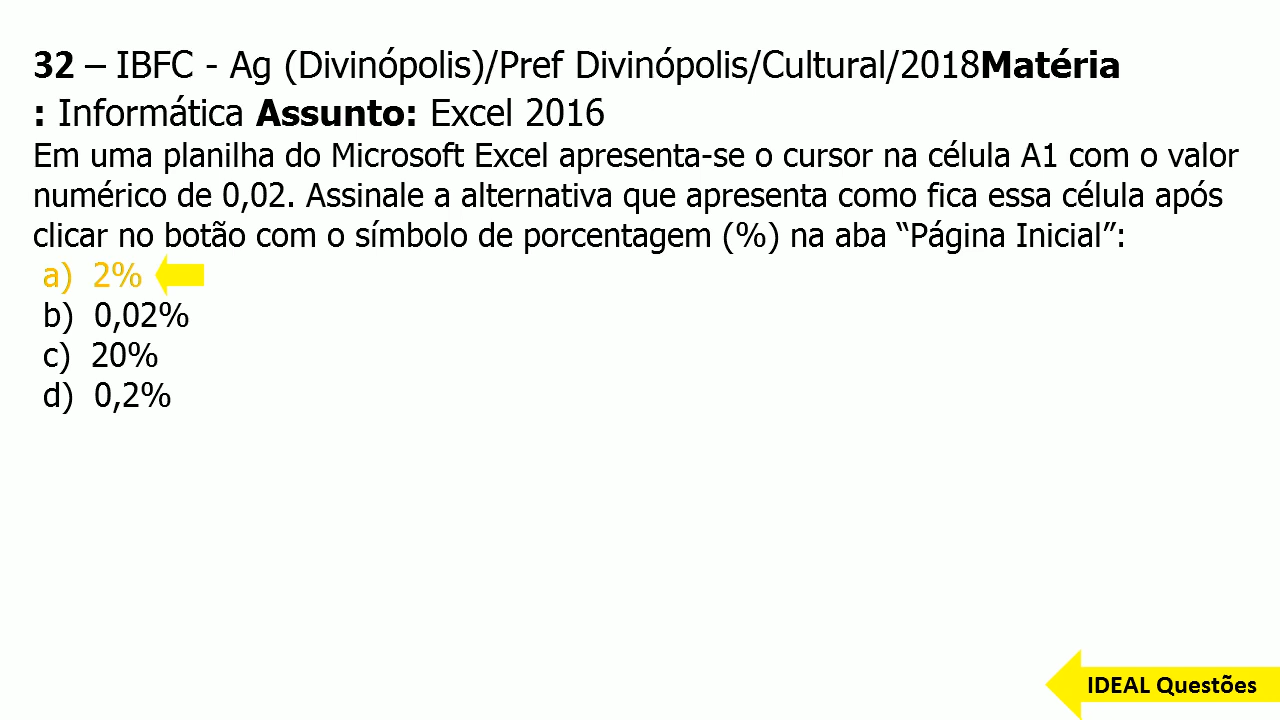 32 – IBFC - Ag (Divinópolis)/Pref Divinópolis/Cultural/2018Matéria
: Informática Assunto: Excel 2016
Em uma planilha do Microsoft Excel apresenta-se o cursor na célula A1 com o valor
numérico de 0,02. Assinale a alternativa que apresenta como fica essa célula após
clicar no botão com o símbolo de porcentagem (%) na aba “Página Inicial”:
a) 2%
b) 0,02%
c) 20%
d) 0,2%
IDEAL Questões